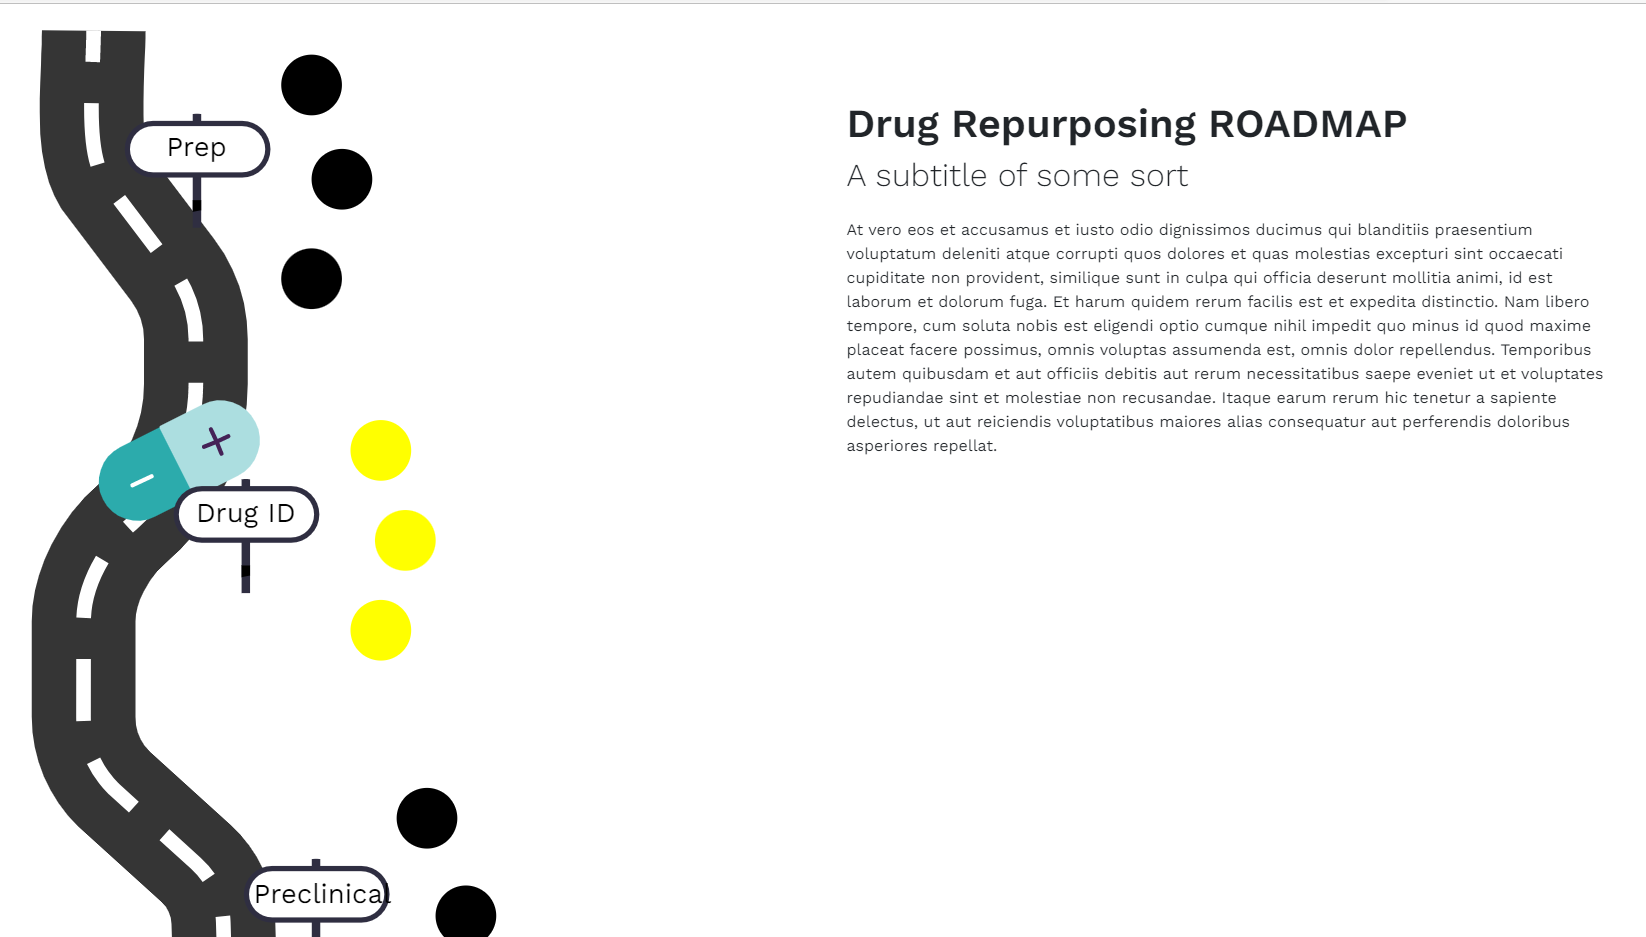 Prep
Drug ID
Preclinical
Drug Repurposing ROADMAP
A subtitle of some sort
At vero eos et accusamus et iusto odio dignissimos ducimus qui blanditiis praesentium
voluptatum deleniti atque corrupti quos dolores et quas molestias excepturi sint occaecati
cupiditate non provident, similique sunt in culpa qui officia deserunt mollitia animi, id est
laborum et dolorum fuga. Et harum quidem rerum facilis est et expedita distinctio. Nam libero
tempore, cum soluta nobis est eligendi optio cumque nihil impedit quo minus id quod maxime
placeat facere possimus, omnis voluptas assumenda est, omnis dolor repellendus. Temporibus
autem quibusdam et aut officiis debitis aut rerum necessitatibus saepe eveniet ut et voluptates
repudiandae sint et molestiae non recusandae. Itaque earum rerum hic tenetur a sapiente
delectus, ut aut reiciendis voluptatibus maiores alias consequatur aut perferendis doloribus
asperiores repellat.